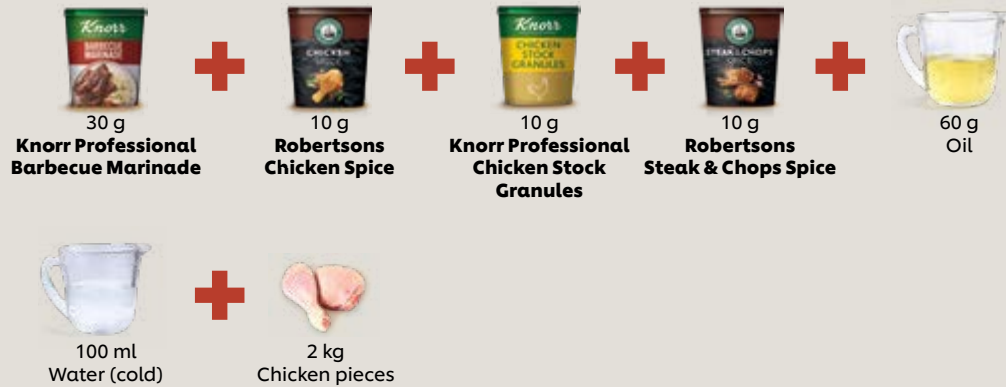 Knorr
BARBECUE
MARINADE
CHICKEN
SPICE
Knorr
CHICKEN
STOCK
GRANULES
STEAK & CHOPS
SPICE
30 g
Knorr Professional
Barbecue Marinade
10 g
Robertsons
Chicken Spice
10 g
Knorr Professional
Chicken Stock
Granules
10 g
Robertsons
Steak & Chops Spice
60 g
Oil
100 ml
Water (cold)
2 kg
Chicken pieces